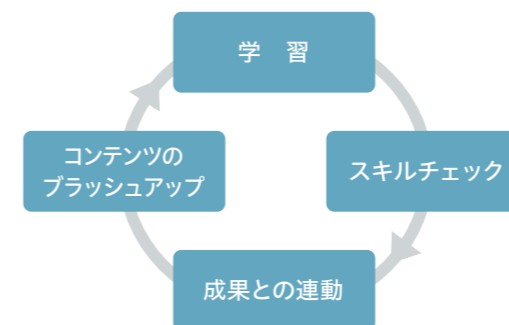 学　習
スキルチェック
成果との連動
コンテンツの
ブラッシュアップ